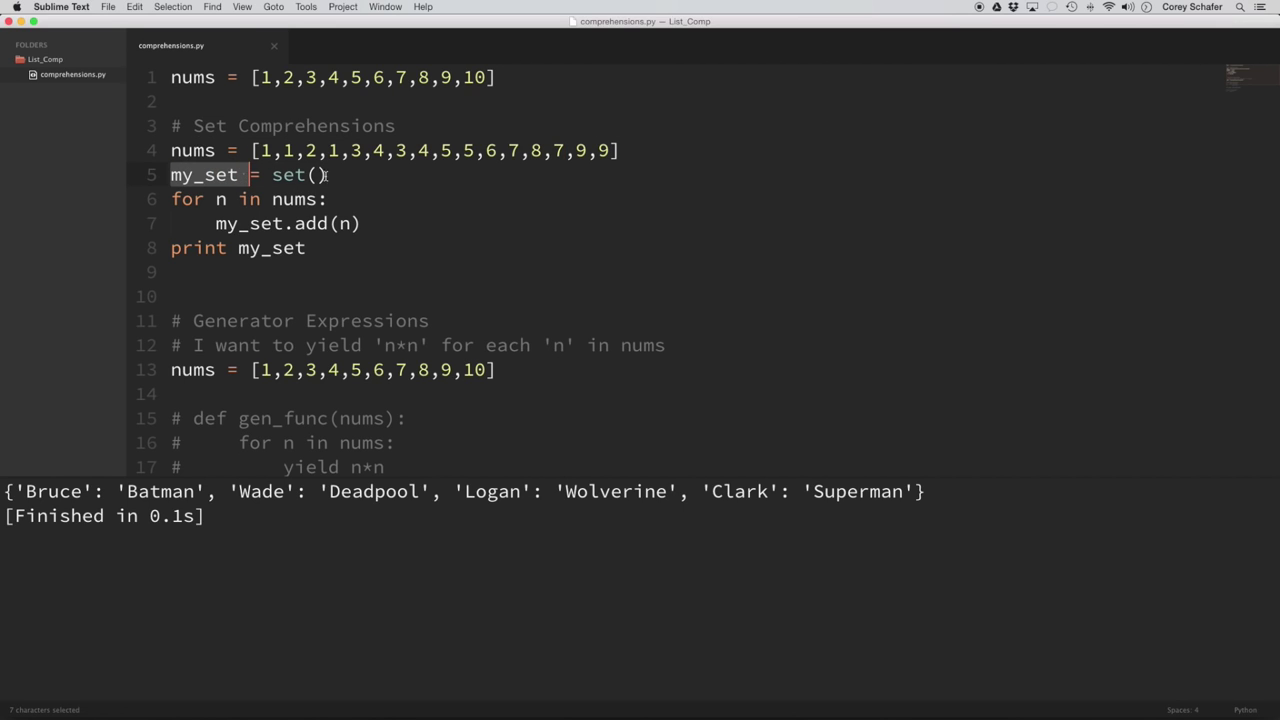 Sublime Text File Edit Selection Find View Goto Tools Project Window Help Corey Schafer
comprehensions.py — List_Comp
FOLDERS
List_Comp
comprehensions.py
comprehensions.py
1 nums = [1,2,3,4,5,6,7,8,9,10]
2
3 # Set Comprehensions
4 nums = [1,1,2,1,3,4,3,4,5,5,6,7,8,7,9,9]
5 my_set = set()
6 for n in nums:
7     my_set.add(n)
8 print my_set
9
10
11 # Generator Expressions
12 # I want to yield 'n*n' for each 'n' in nums
13 nums = [1,2,3,4,5,6,7,8,9,10]
14
15 # def gen_func(nums):
16 #     for n in nums:
17 #         yield n*n
{'Bruce': 'Batman', 'Wade': 'Deadpool', 'Logan': 'Wolverine', 'Clark': 'Superman'}
[Finished in 0.1s]
7 characters selected Spaces: 4 Python